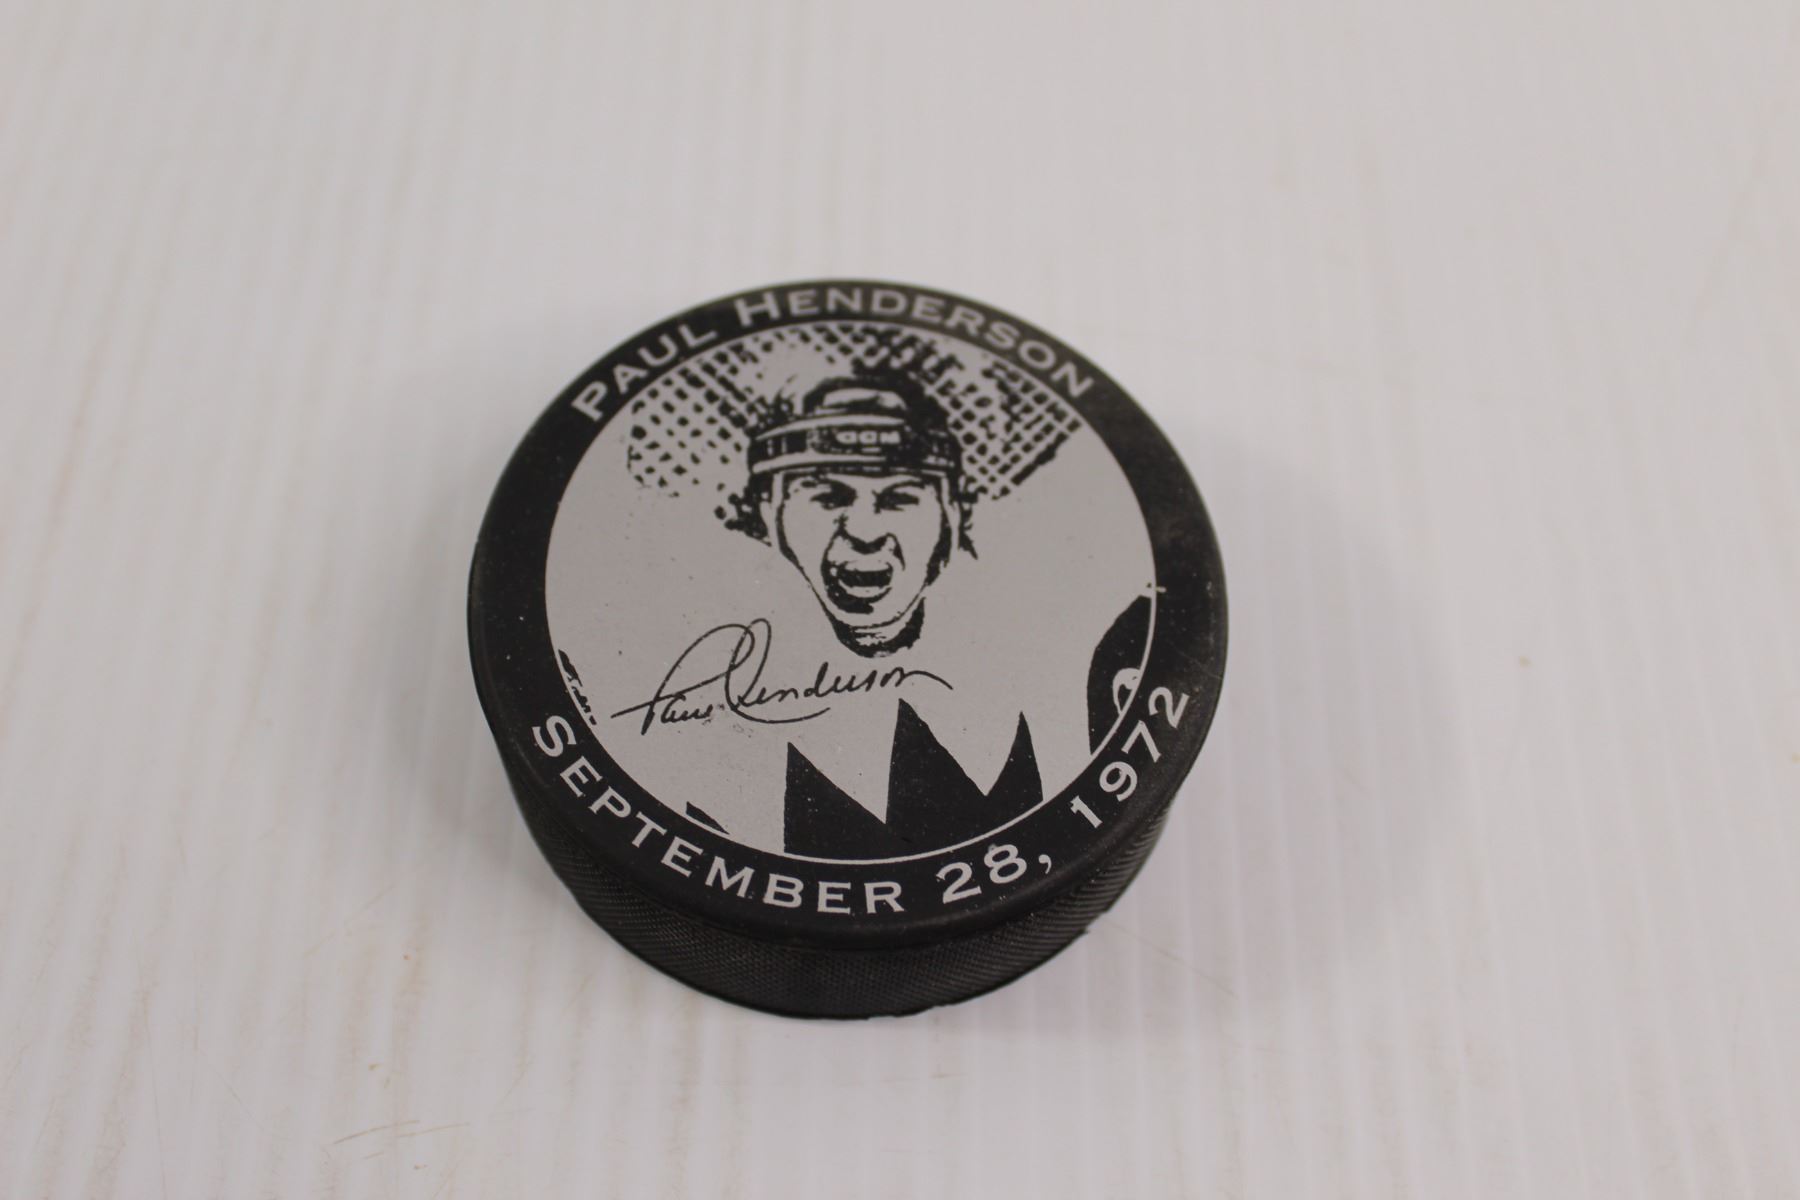 PAUL HENDERSON
CCM
Paul Henderson
SEPTEMBER 28, 1972